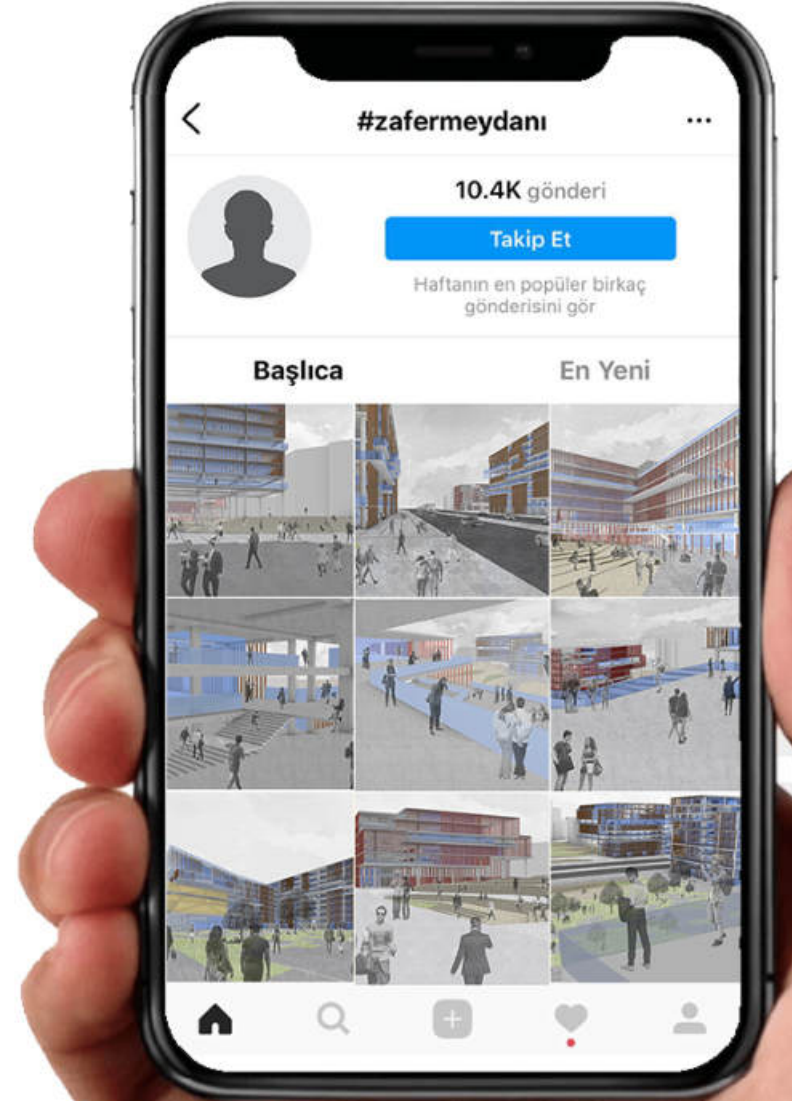 #zafermeydanı
10.4K gönderi
Takip Et
Haftanın en popüler birkaç
gönderisini gör
Başlıca
En Yeni